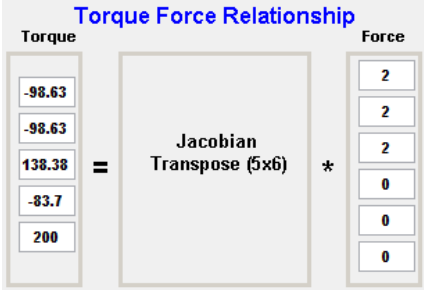 Torque Force Relationship
Torque
Force
-98.63
-98.63
138.38
-83.7
200
=
Jacobian
Transpose (5x6)
*
2
2
2
0
0
0